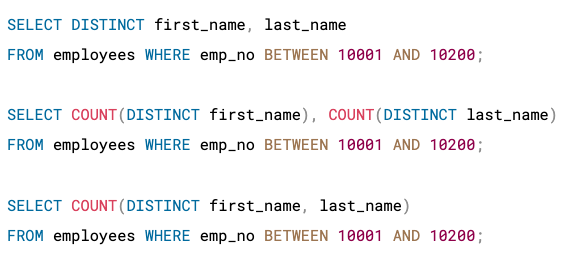 SELECT DISTINCT first_name, last_name
FROM employees WHERE emp_no BETWEEN 10001 AND 10200;
SELECT COUNT(DISTINCT first_name), COUNT(DISTINCT last_name)
FROM employees WHERE emp_no BETWEEN 10001 AND 10200;
SELECT COUNT(DISTINCT first_name, last_name)
FROM employees WHERE emp_no BETWEEN 10001 AND 10200;